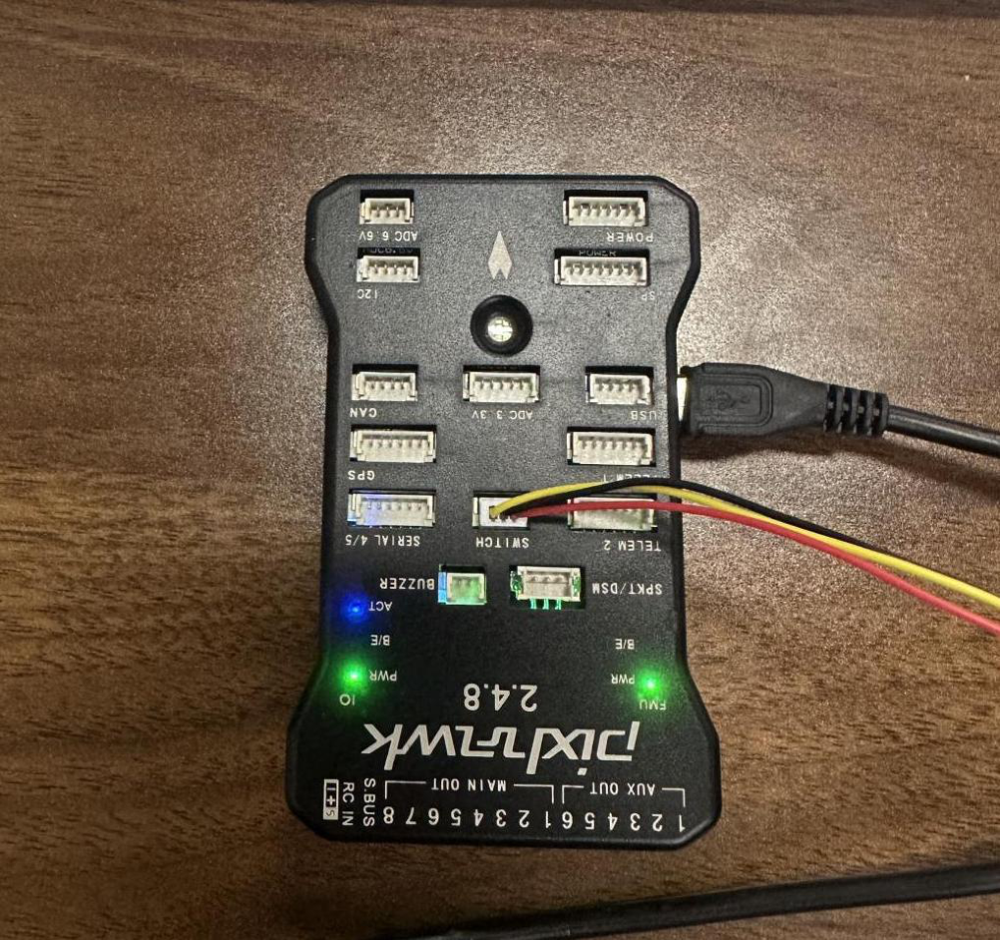 1 2 3 4 5 6 1 2 3 4 5 6 7 8
AUX OUT
MAIN OUT
RC IN
S.BUS
pixhawk
2.4.8
FMU
IO
PWR
PWR
B/E
B/E
ACT
SPKT/DSM
BUZZER
TELEM 2
SWITCH
SERIAL 4/5
GPS
USB
ADC 3.3V
CAN
SP
I2C
POWER
POWER
ADC 6.6V